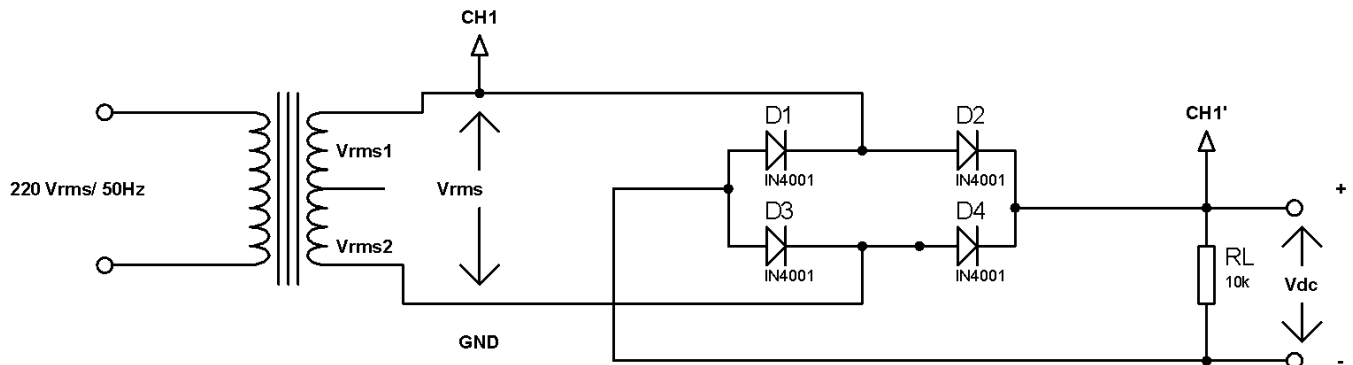 CH1
D1
D2
CH1'
Vrms1
IN4001
IN4001
220 Vrms/ 50Hz
Vrms
+
D3
D4
Vrms2
IN4001
IN4001
RL
10k
Vdc
GND
-